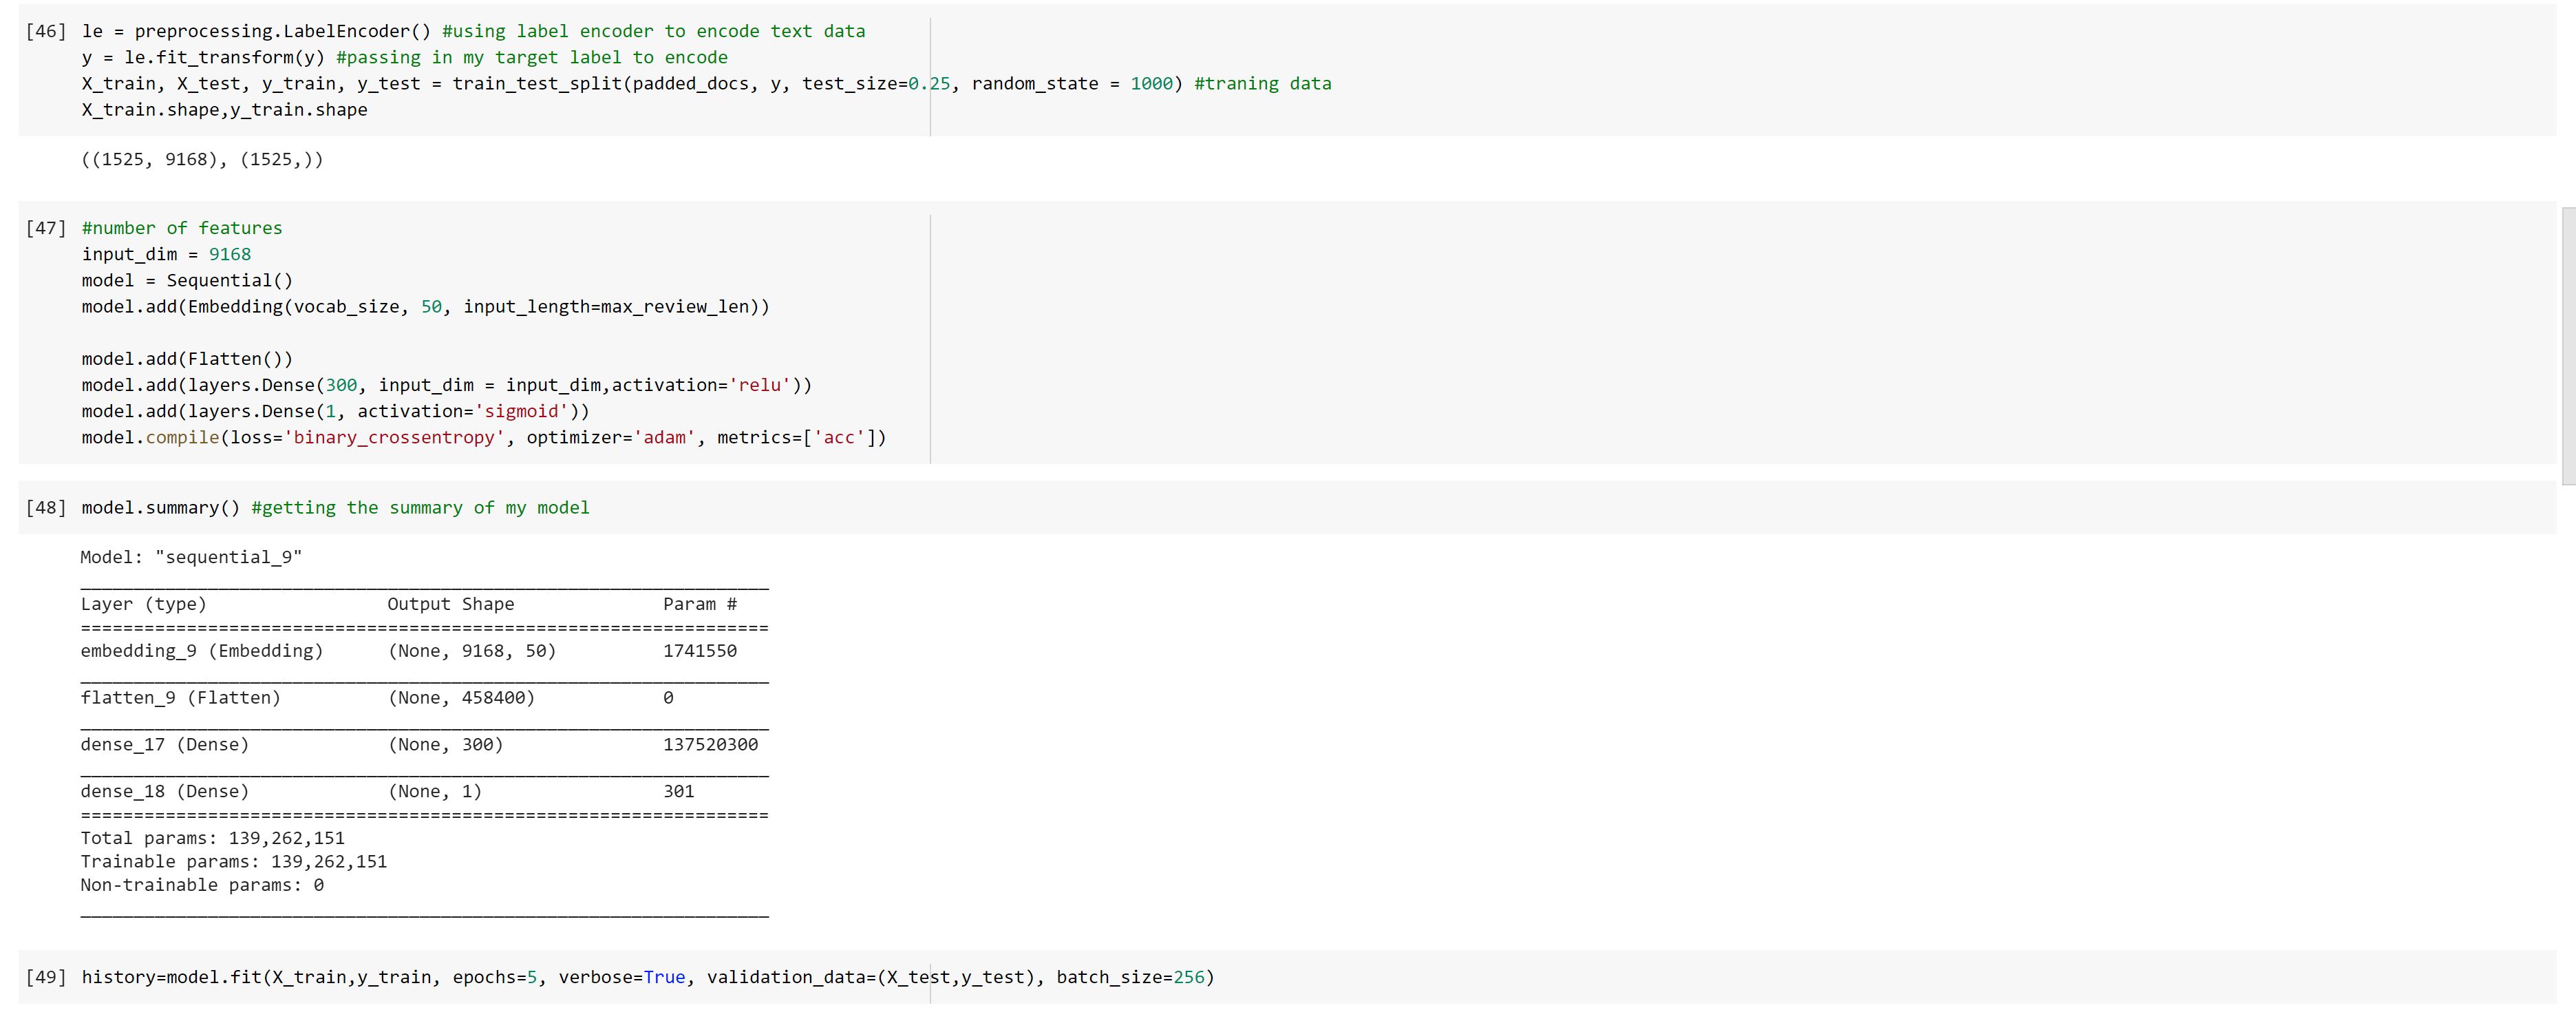 [46] le = preprocessing.LabelEncoder() #using label encoder to encode text data
y = le.fit_transform(y) #passing in my target label to encode
X_train, X_test, y_train, y_test = train_test_split(padded_docs, y, test_size=0.25, random_state = 1000) #traning data
X_train.shape,y_train.shape
((1525, 9168), (1525,))
[47] #number of features
input_dim = 9168
model = Sequential()
model.add(Embedding(vocab_size, 50, input_length=max_review_len))
model.add(Flatten())
model.add(layers.Dense(300, input_dim = input_dim,activation='relu'))
model.add(layers.Dense(1, activation='sigmoid'))
model.compile(loss='binary_crossentropy', optimizer='adam', metrics=['acc'])
[48] model.summary() #getting the summary of my model
Model: "sequential_9"
_________________________________________________________________
Layer (type)                 Output Shape              Param #
=================================================================
embedding_9 (Embedding)      (None, 9168, 50)          1741550
_________________________________________________________________
flatten_9 (Flatten)          (None, 458400)            0
_________________________________________________________________
dense_17 (Dense)             (None, 300)               137520300
_________________________________________________________________
dense_18 (Dense)             (None, 1)                 301
=================================================================
Total params: 139,262,151
Trainable params: 139,262,151
Non-trainable params: 0
_________________________________________________________________
[49] history=model.fit(X_train,y_train, epochs=5, verbose=True, validation_data=(X_test,y_test), batch_size=256)